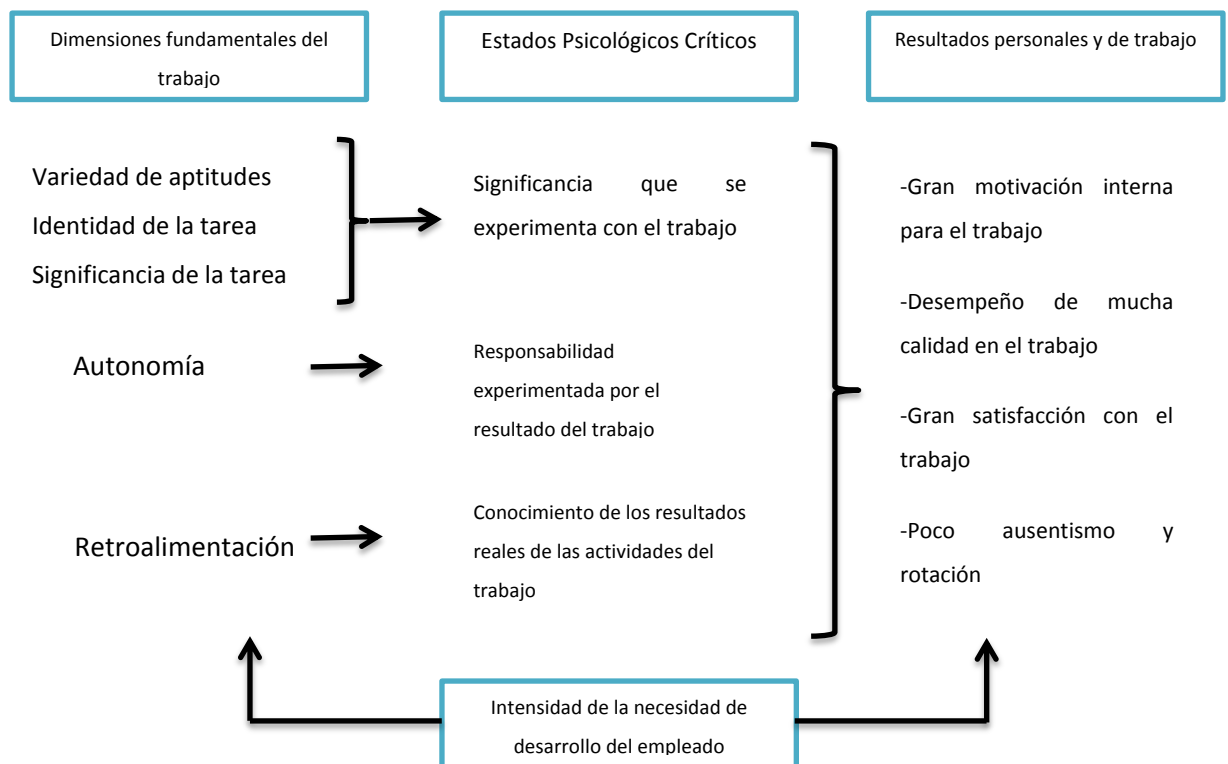 Dimensiones fundamentales del
trabajo
Estados Psicológicos Críticos
Resultados personales y de trabajo
Variedad de aptitudes
Identidad de la tarea
Significancia de la tarea
Autonomía
Retroalimentación
Significancia que se
experimenta con el trabajo
Responsabilidad
experimentada por el
resultado del trabajo
Conocimiento de los resultados
reales de las actividades del
trabajo
-Gran motivación interna
para el trabajo
-Desempeño de mucha
calidad en el trabajo
-Gran satisfacción con el
trabajo
-Poco ausentismo y
rotación
Intensidad de la necesidad de
desarrollo del empleado